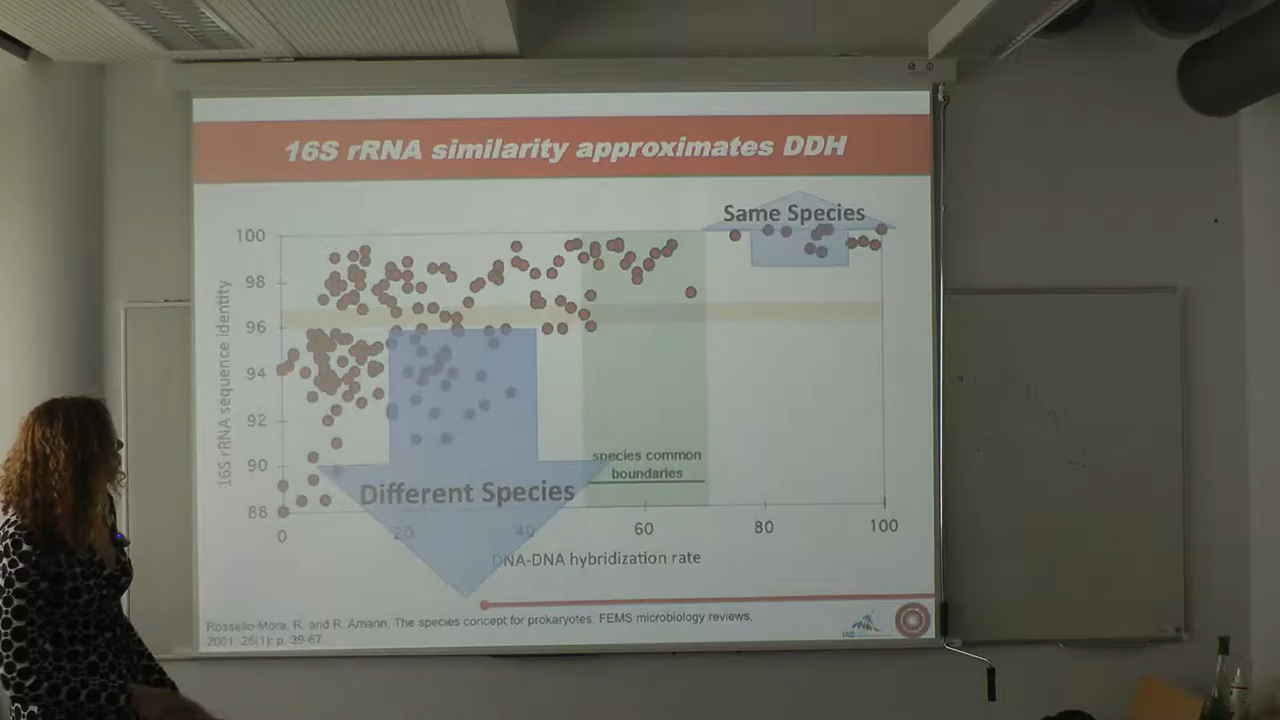 16S rRNA similarity approximates DDH
Same Species
100
98
96
94
92
90
88
16S rRNA sequence identity
species common
boundaries
Different Species
0
20
40
60
80
100
DNA-DNA hybridization rate
Rossello-Mora, R. and R. Amann, The species concept for prokaryotes. FEMS microbiology reviews,
2001. 25(1): p. 39-67
IAS